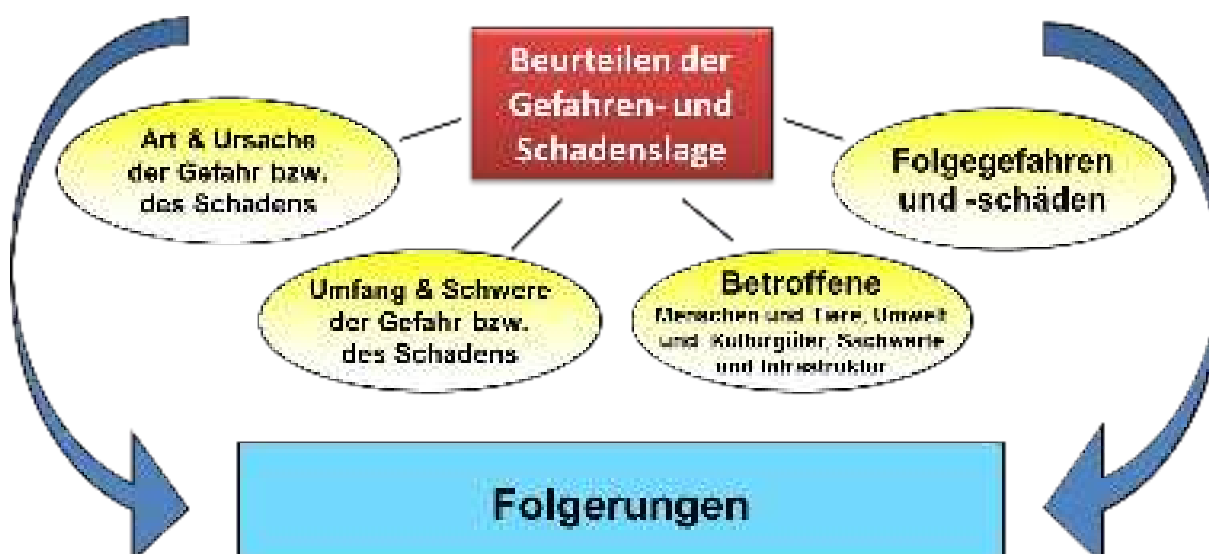 Beurteilen der
Gefahren- und
Schadenslage
Art & Ursache
der Gefahr bzw.
des Schadens
Umfang & Schwere
der Gefahr bzw.
des Schadens
Betroffene
Menschen und Tiere, Umwelt
und Kulturgüter, Sachwerte
und Infrastruktur
Folgegefahren
und -schäden
Folgerungen